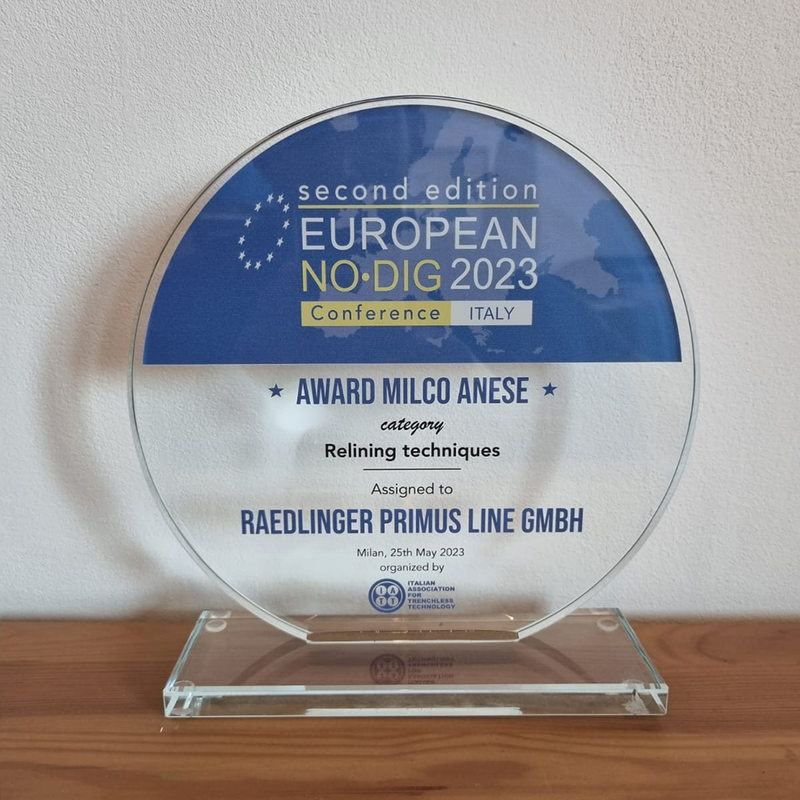 second edition
EUROPEAN
NO•DIG 2023
Conference ITALY
★ AWARD MILCO ANESE ★
category
Relining techniques
Assigned to
RAEDLINGER PRIMUS LINE GMBH
Milan, 25th May 2023
organized by
IATT
ITALIAN
ASSOCIATION
FOR
TRENCHLESS
TECHNOLOGY